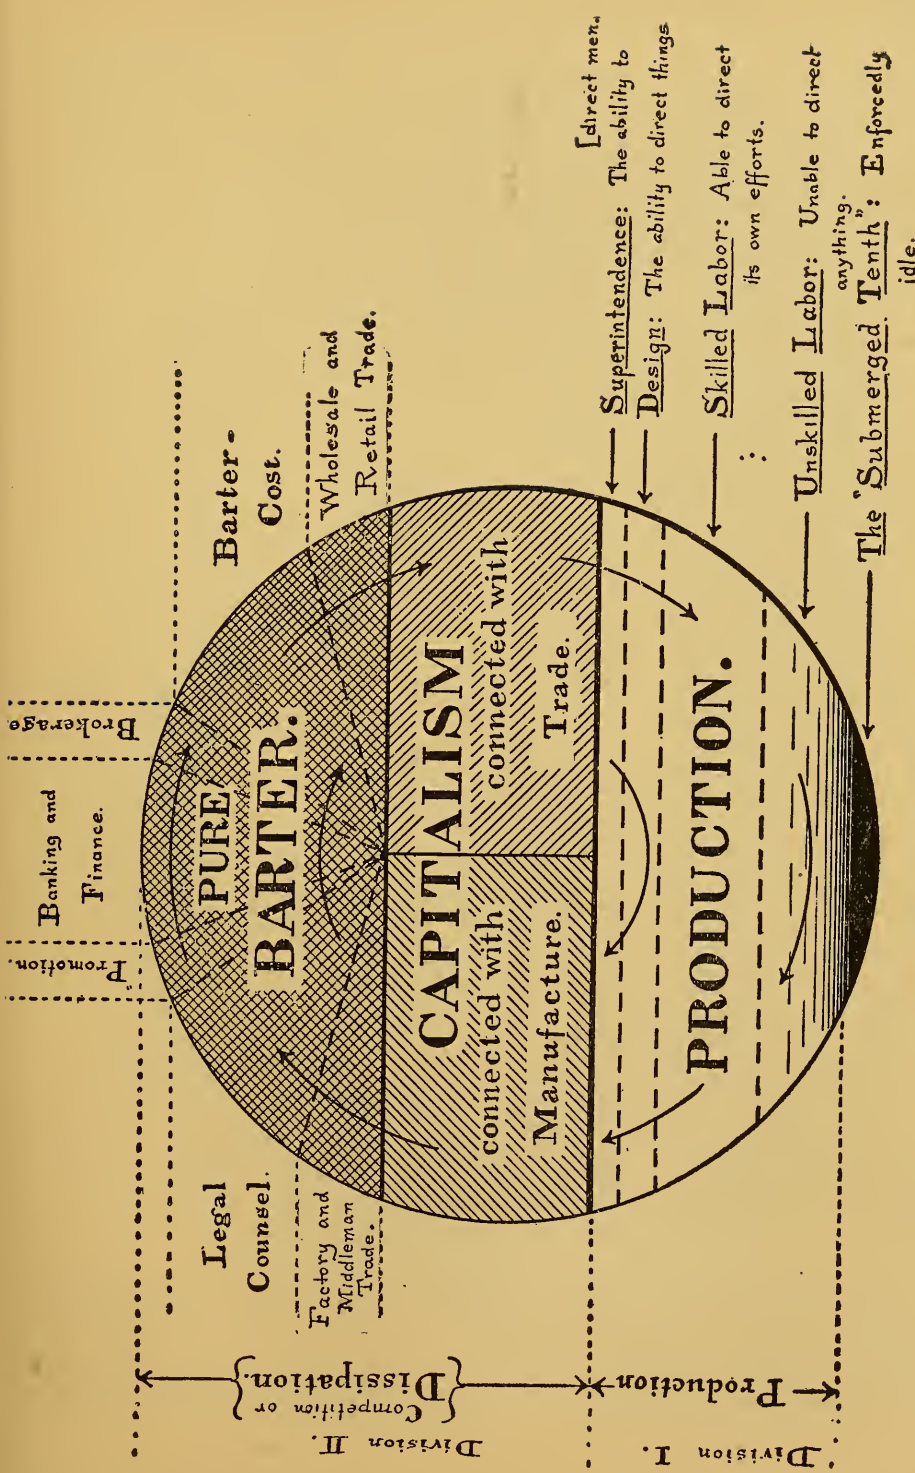 Division II.
Competition or
Dissipation.
Division I.
Production
Legal
Counsel.
Factory and
Middleman
Trade.
Promotion.
Banking and
Finance.
Brokerage
Barter-
Cost.
Wholesale and
Retail Trade.
PURE
BARTER.
CAPITALISM
connected with
Manufacture.
connected with
Trade.
PRODUCTION.
[direct men.
Superintendence: The ability to
Design: The ability to direct things
Skilled Labor: Able to direct
its own efforts.
Unskilled Labor: Unable to direct
anything.
The "Submerged Tenth": Enforcedly
idle.